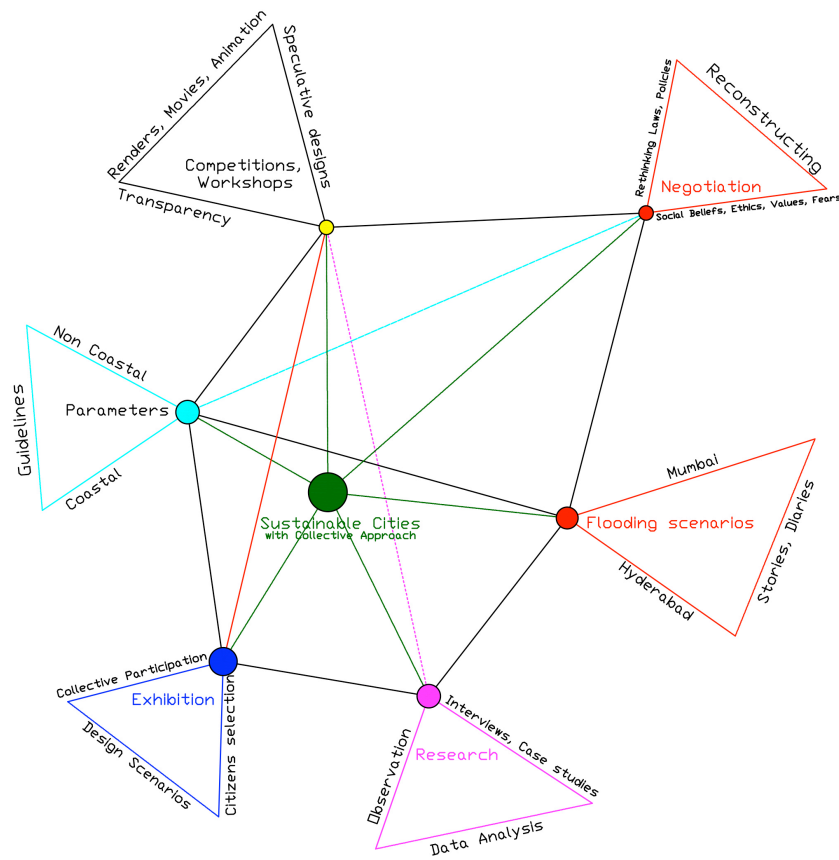 Renders, Movies, Animation
Speculative designs
Competitions,
Workshops
Transparency
Rethinking Laws, Policies
Reconstructing
Negotiation
Social Beliefs, Ethics, Values, Fears
Non Coastal
Guidelines
Parameters
Coastal
Mumbai
Stories, Diaries
Flooding scenarios
Hyderabad
Sustainable Cities
with Collective Approach
Collective Participation
Exhibition
Citizens selection
Design Scenarios
Interviews, Case studies
Research
Observation
Data Analysis